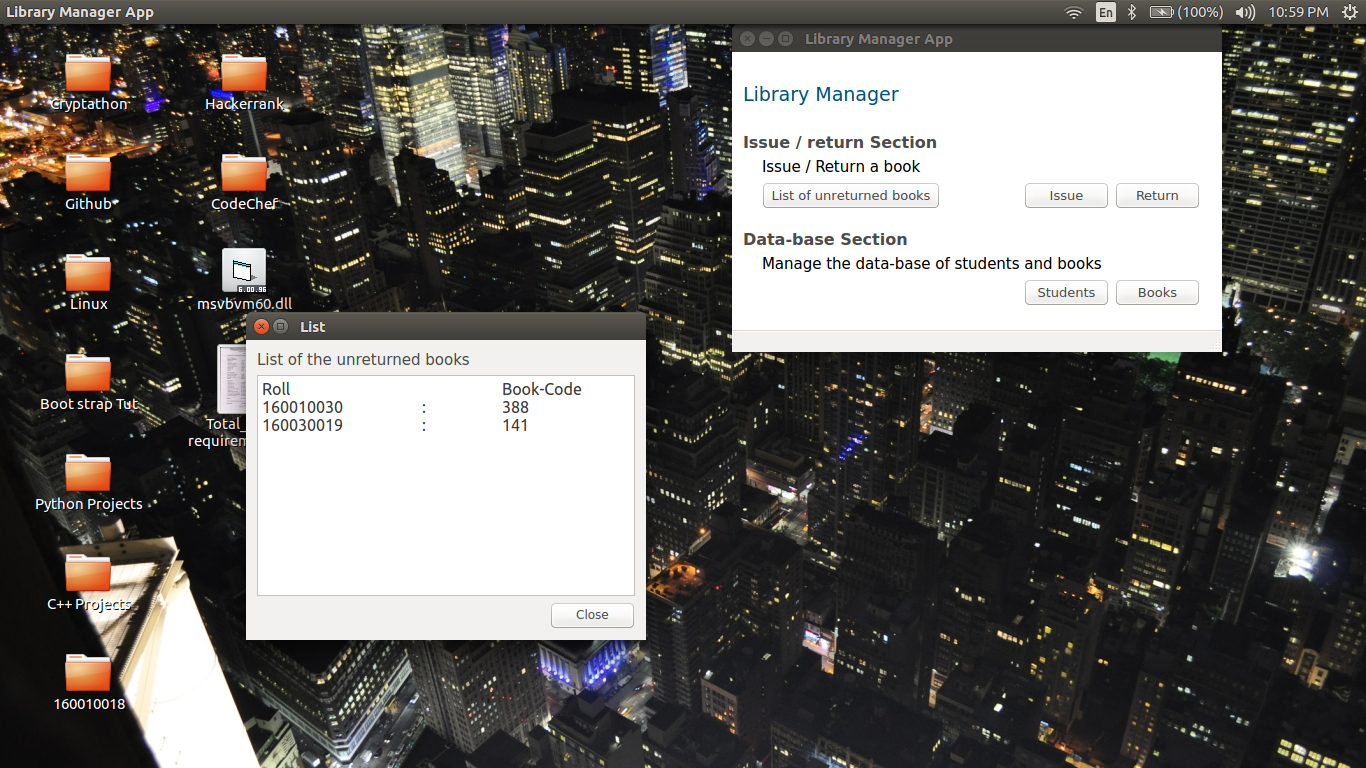 Library Manager App
En
(100%)
10:59 PM
Cryptathon
Hackerrank
Github
CodeChef
Linux
6.00.96
msvbvm60.dll
Boot strap Tut
Total_
requirem
Python Projects
C++ Projects
160010018
List
List of the unreturned books
Roll Book-Code
160010030 : 388
160030019 : 141
Close
Library Manager App
Library Manager
Issue / return Section
Issue / Return a book
List of unreturned books Issue Return
Data-base Section
Manage the data-base of students and books
Students Books